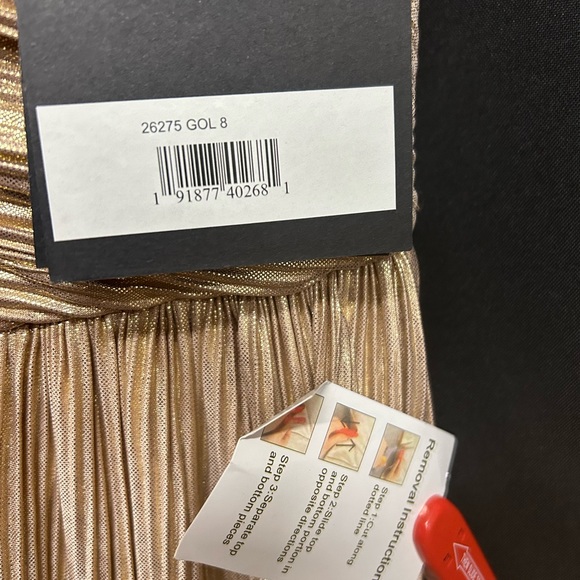 26275 GOL 8
1 91877 40268 1
Removal Instruction
Step 1:Cut along
dotted line
Step 2:Slide top
and bottom portion in
opposite directions
Step 3:Separate top
and bottom pieces